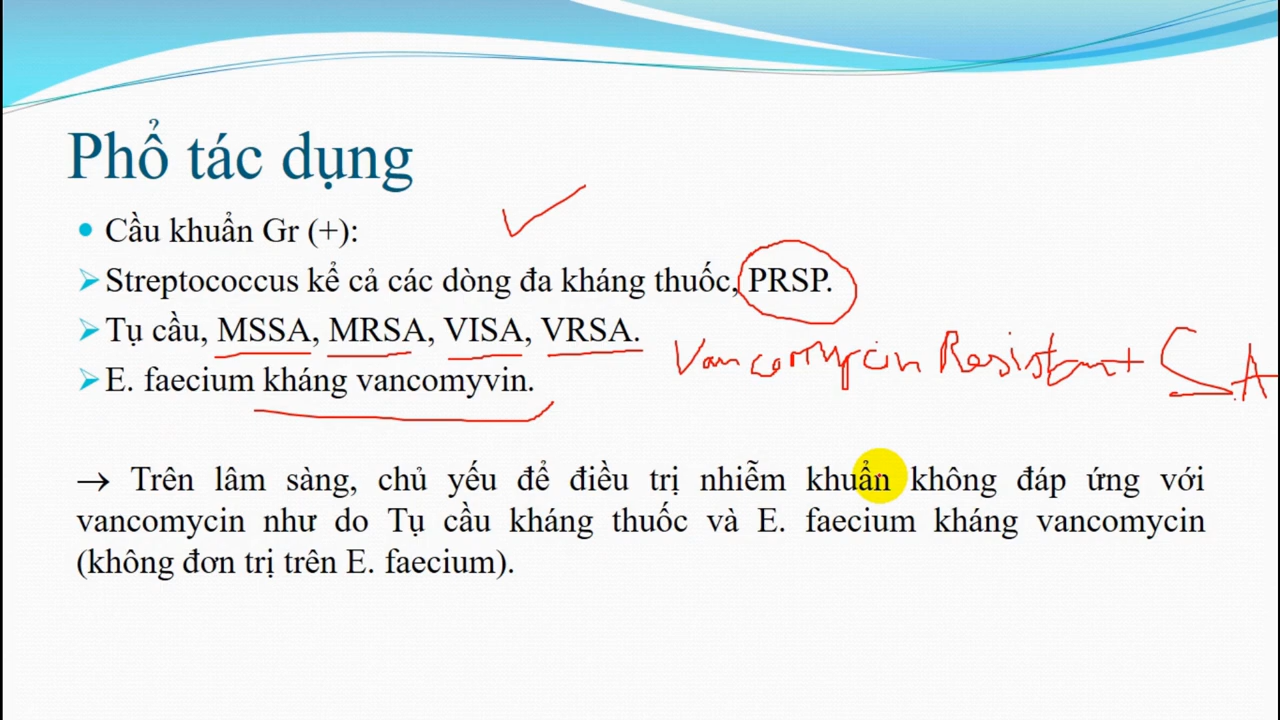 Phổ tác dụng
Cầu khuẩn Gr (+):
Streptococcus kể cả các dòng đa kháng thuốc, PRSP.
Tụ cầu, MSSA, MRSA, VISA, VRSA.
Vancomycin Resistant SA
E. faecium kháng vancomyvin.
→ Trên lâm sàng, chủ yếu để điều trị nhiễm khuẩn không đáp ứng với
vancomycin như do Tụ cầu kháng thuốc và E. faecium kháng vancomycin
(không đơn trị trên E. faecium).